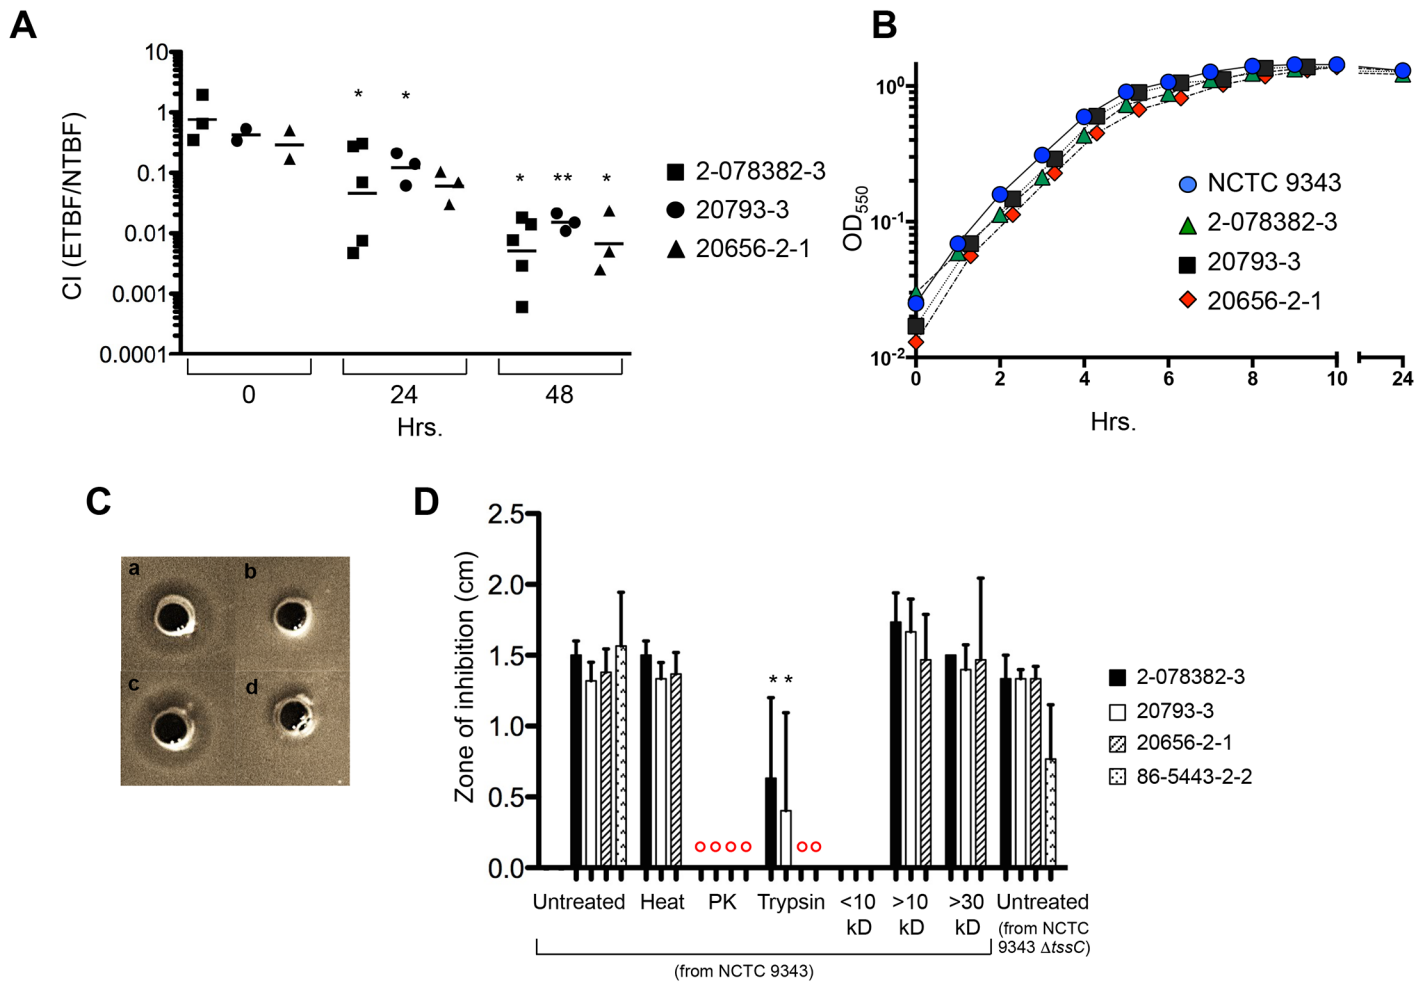 A
10
1
0.1
0.01
0.001
0.0001
CI (ETBF/NTBF)
* *
* ** *
0 24 48
Hrs.
2-078382-3
20793-3
20656-2-1
B
10⁰
10⁻¹
10⁻²
OD₅₅₀
0 2 4 6 8 10 24
Hrs.
NCTC 9343
2-078382-3
20793-3
20656-2-1
C
a b
c d
D
2.5
2.0
1.5
1.0
0.5
0.0
Zone of inhibition (cm)
* *
Untreated Heat PK Trypsin <10 >10 >30 Untreated
kD kD kD (from NCTC
9343 ΔtssC)
(from NCTC 9343)
2-078382-3
20793-3
20656-2-1
86-5443-2-2